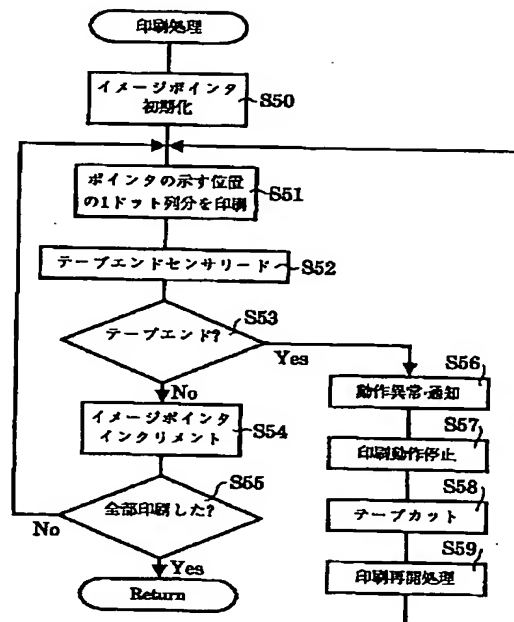 印刷処理
イメージポインタ
初期化
S50
ポインタの示す位置
の1ドット列分を印刷
S51
テープエンドセンサリード
S52
テープエンド?
S53
Yes
No
イメージポインタ
インクリメント
S54
全部印刷した?
S55
No
Yes
Return
S56
動作異常・通知
S57
印刷動作停止
S58
テープカット
S59
印刷再開処理